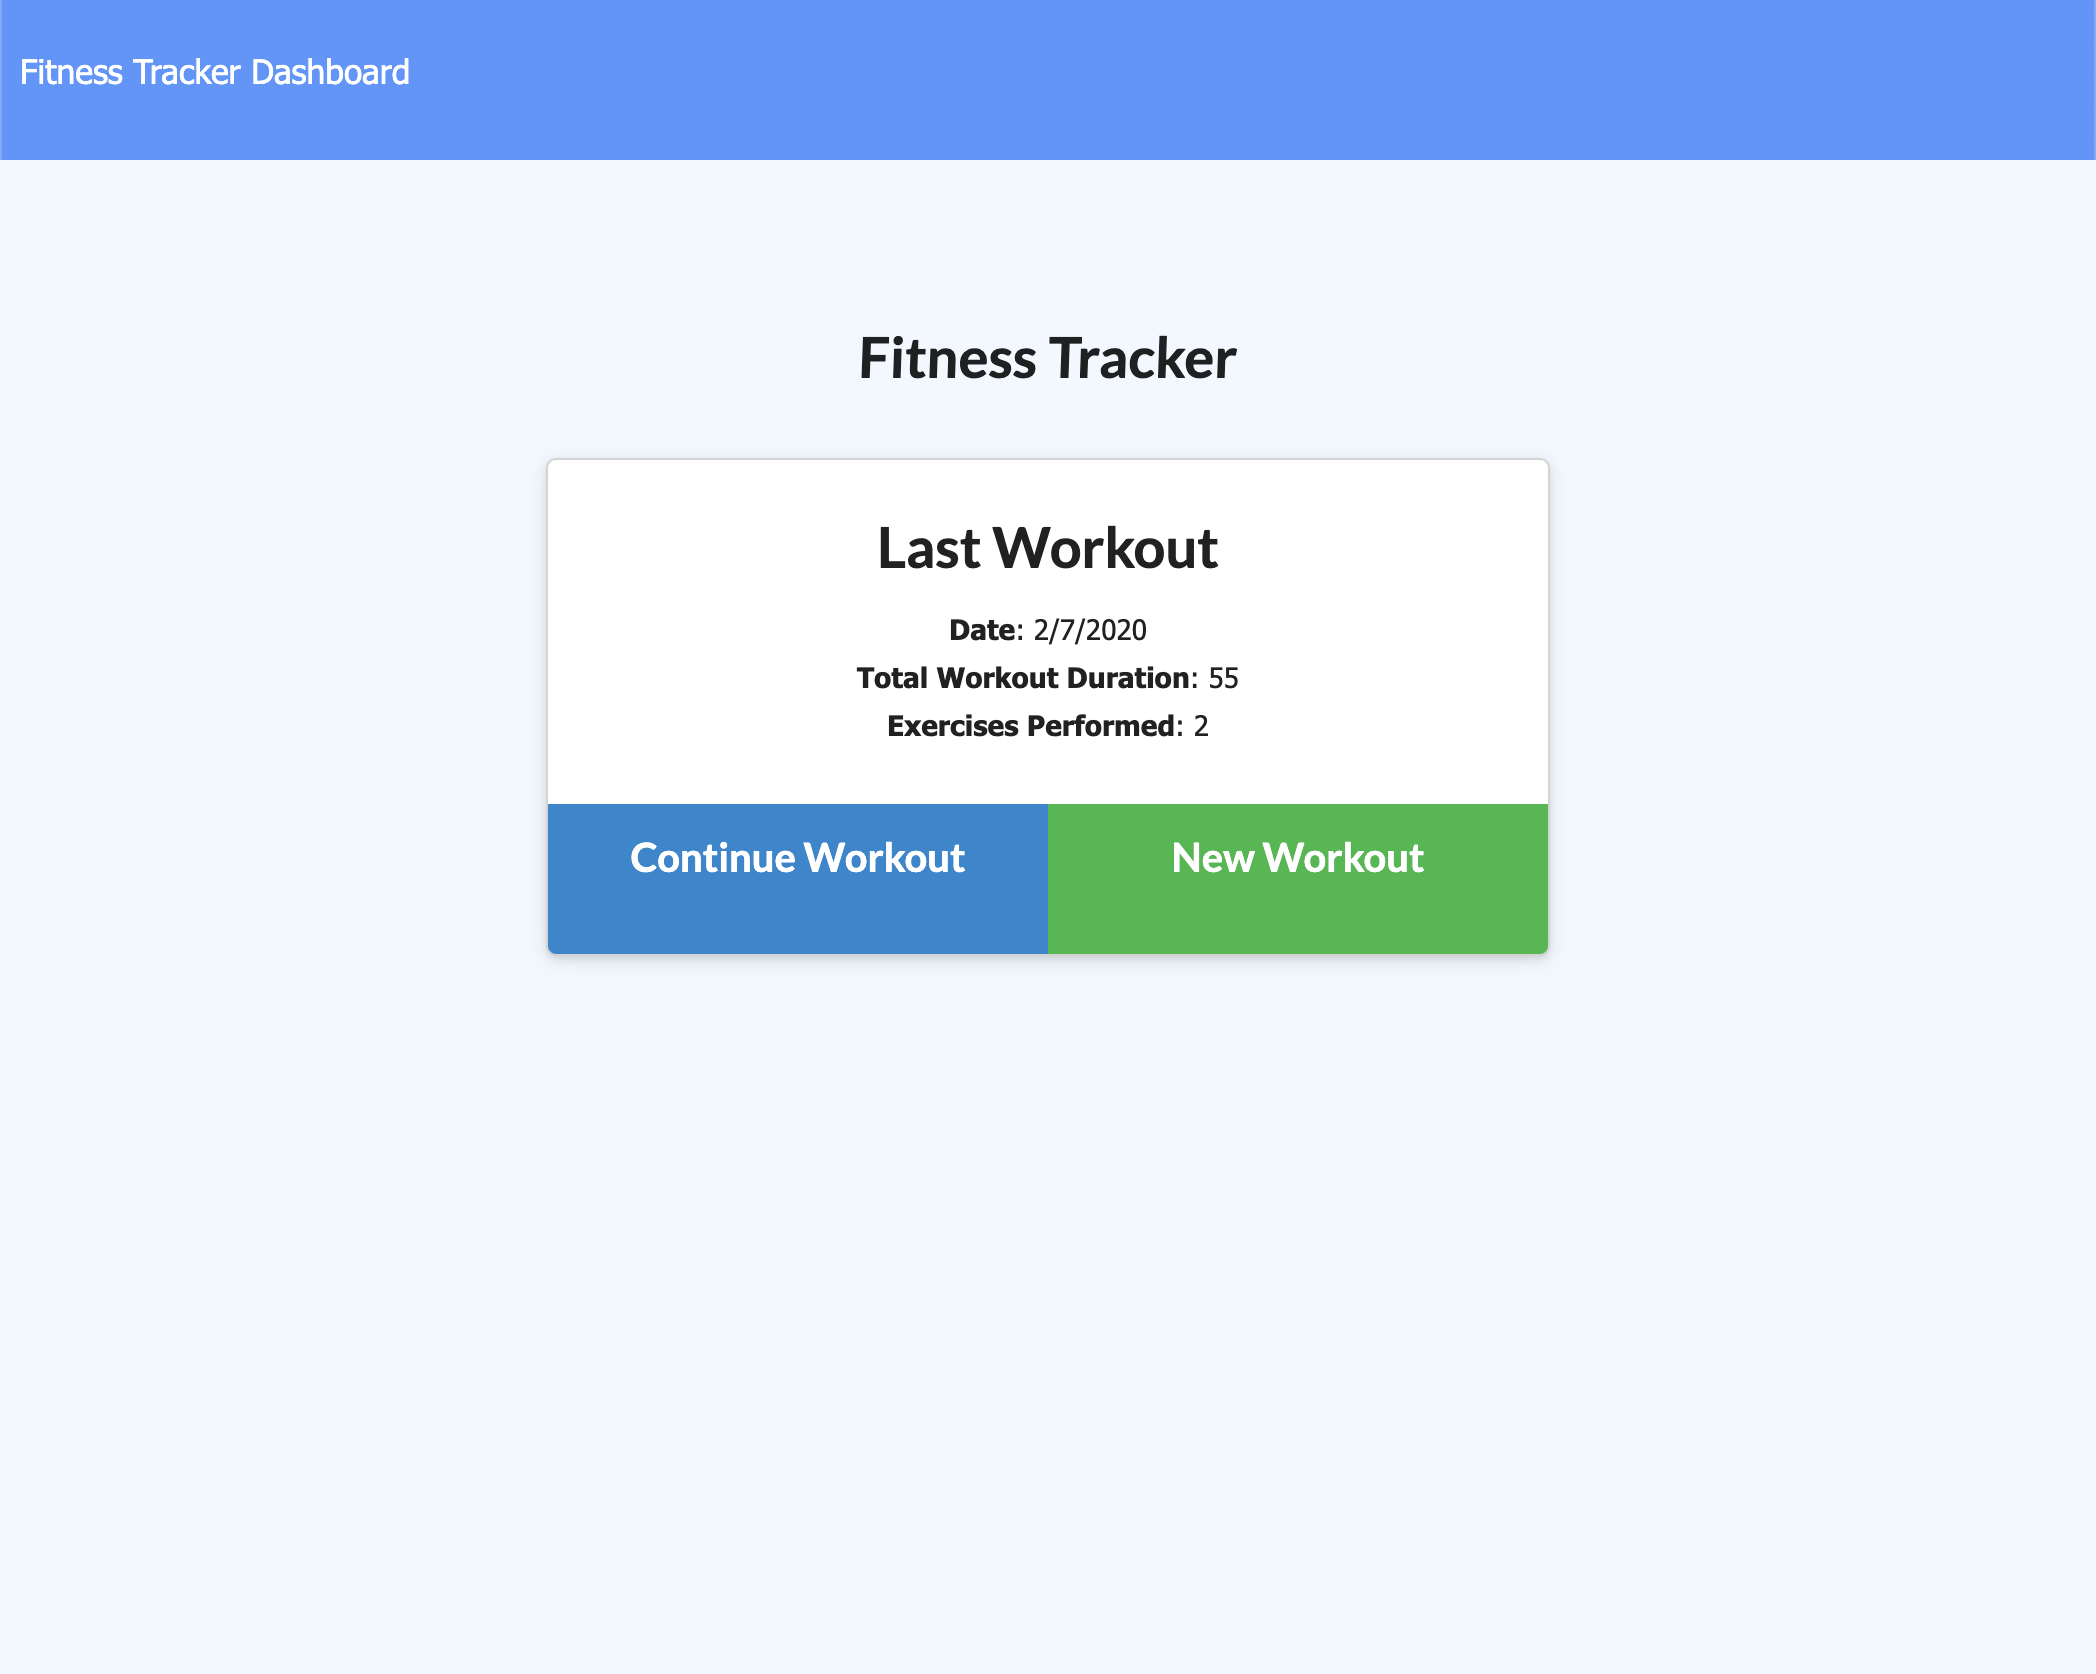 Fitness Tracker Dashboard
Fitness Tracker
Last Workout
Date: 2/7/2020
Total Workout Duration: 55
Exercises Performed: 2
Continue Workout New Workout